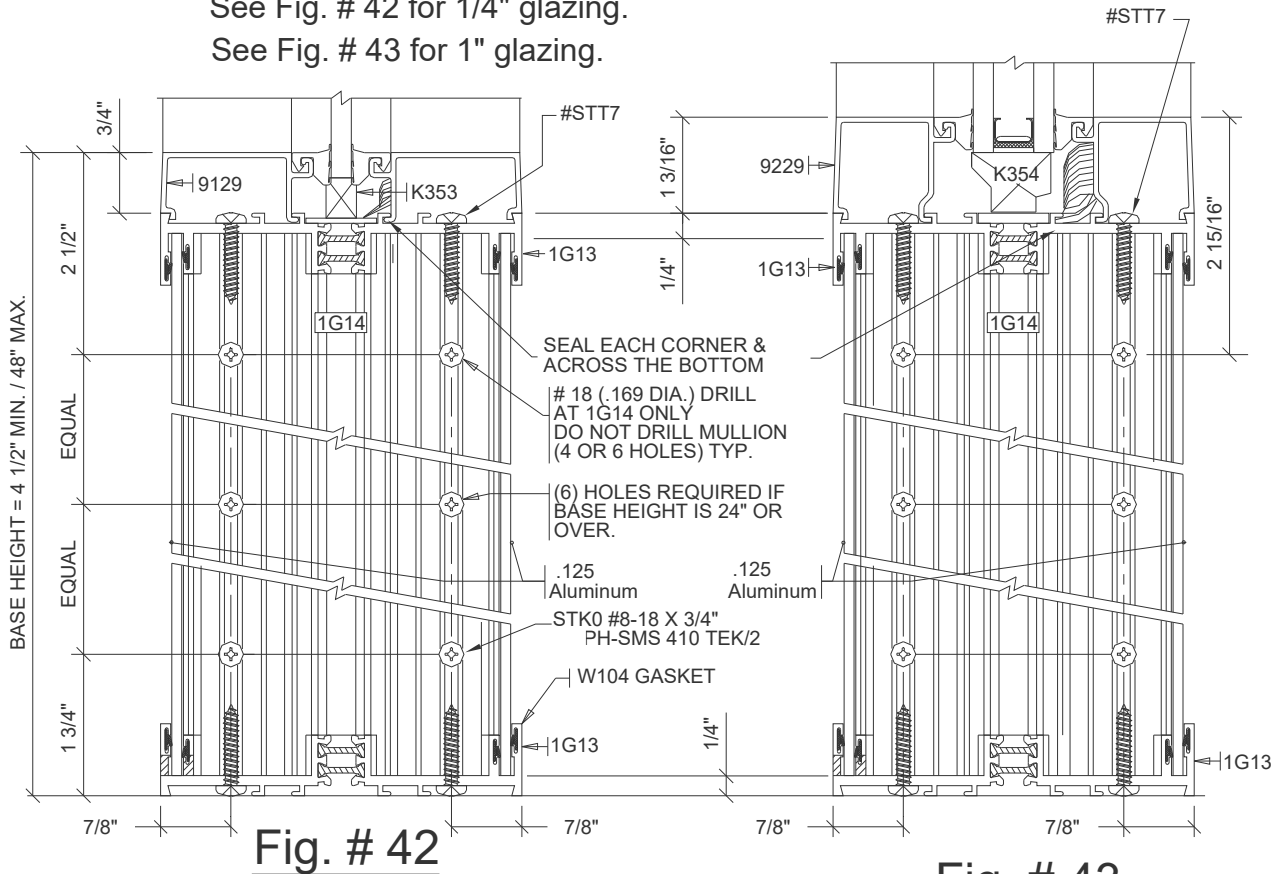 See Fig. # 42 for 1/4" glazing.
See Fig. # 43 for 1" glazing.
#STT7
#STT7
3/4"
9129
K353
2 1/2"
1G13
1G14
BASE HEIGHT = 4 1/2" MIN. / 48" MAX.
EQUAL
EQUAL
1 3/4"
SEAL EACH CORNER &
ACROSS THE BOTTOM
# 18 (.169 DIA.) DRILL
AT 1G14 ONLY
DO NOT DRILL MULLION
(4 OR 6 HOLES) TYP.
(6) HOLES REQUIRED IF
BASE HEIGHT IS 24" OR
OVER.
.125
Aluminum
.125
Aluminum
STK0 #8-18 X 3/4"
PH-SMS 410 TEK/2
W104 GASKET
1G13
7/8"
7/8"
Fig. # 42
1 3/16"
9229
K354
1/4"
1G13
1G14
2 15/16"
1/4"
1G13
7/8"
7/8"